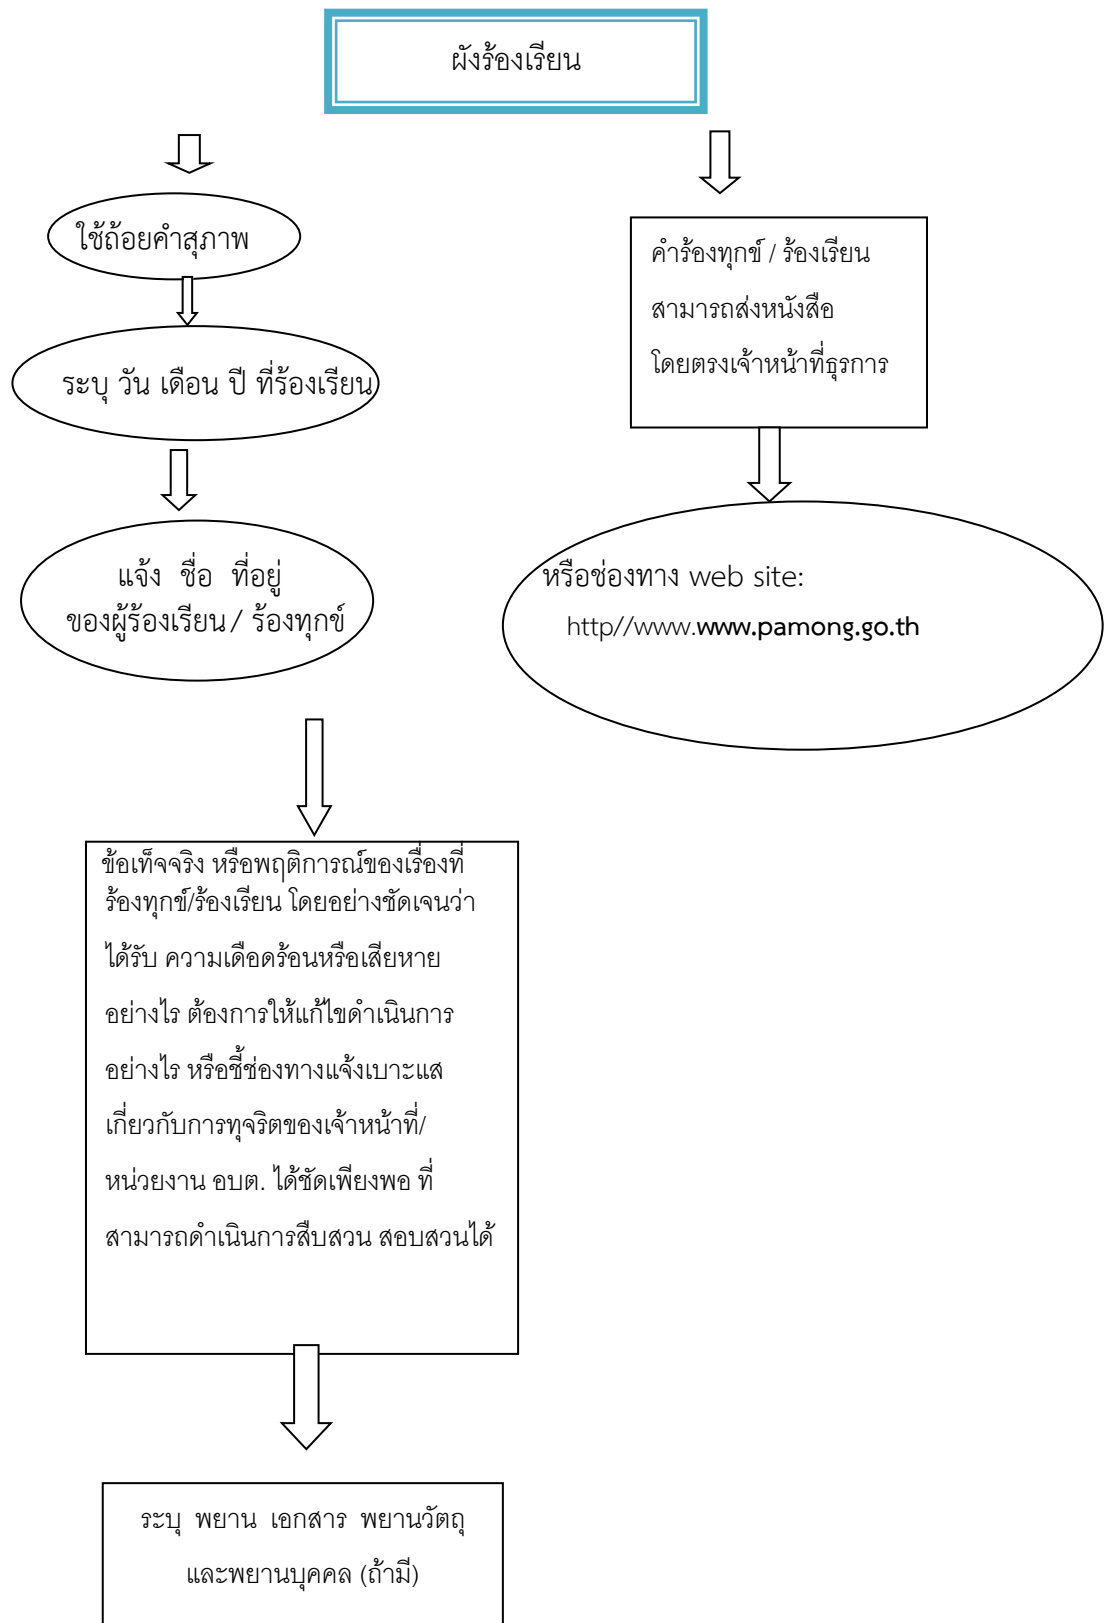 ผังร้องเรียน
ใช้ถ้อยคำสุภาพ
ระบุ วัน เดือน ปี ที่ร้องเรียน
แจ้ง ชื่อ ที่อยู่
ของผู้ร้องเรียน / ร้องทุกข์
ข้อเท็จจริง หรือพฤติการณ์ของเรื่องที่
ร้องทุกข์/ร้องเรียน โดยอย่างชัดเจนว่า
ได้รับ ความเดือดร้อนหรือเสียหาย
อย่างไร ต้องการให้แก้ไขดำเนินการ
อย่างไร หรือชี้ช่องทางแจ้งเบาะแส
เกี่ยวกับการทุจริตของเจ้าหน้าที่/
หน่วยงาน อบต. ได้ชัดเพียงพอ ที่
สามารถดำเนินการสืบสวน สอบสวนได้
ระบุ พยาน เอกสาร พยานวัตถุ
และพยานบุคคล (ถ้ามี)
คำร้องทุกข์ / ร้องเรียน
สามารถส่งหนังสือ
โดยตรงเจ้าหน้าที่ธุรการ
หรือช่องทาง web site:
http//www.www.pamong.go.th